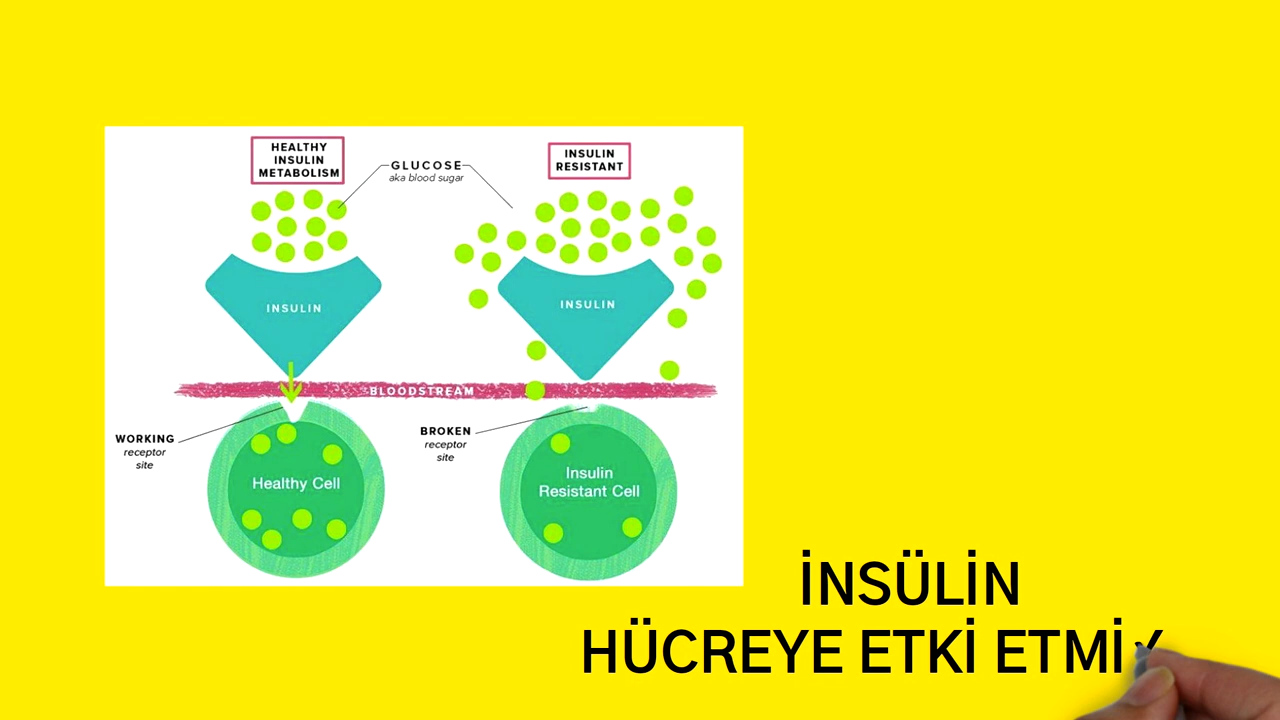 HEALTHY
INSULIN
METABOLISM
GLUCOSE
aka blood sugar
INSULIN
RESISTANT
INSULIN
INSULIN
BLOODSTREAM
WORKING
receptor
site
BROKEN
receptor
site
Healthy Cell
Insulin
Resistant Cell
İNSÜLİN
HÜCREYE ETKİ ETMİY